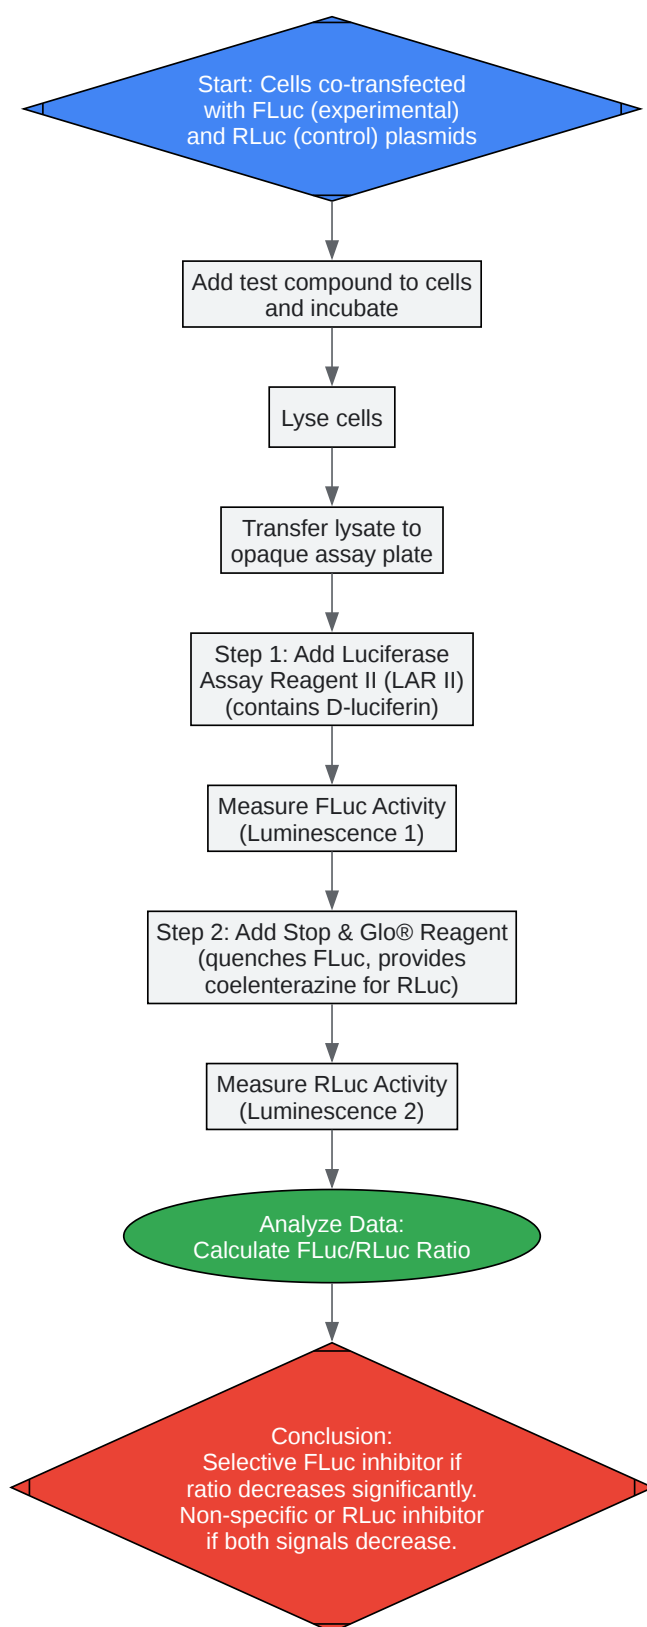 Start: Cells co-transfected
with FLuc (experimental)
and RLuc (control) plasmids
Add test compound to cells
and incubate
Lyse cells
Transfer lysate to
opaque assay plate
Step 1: Add Luciferase
Assay Reagent II (LAR II)
(contains D-luciferin)
Measure FLuc Activity
(Luminescence 1)
Step 2: Add Stop & Glo® Reagent
(quenches FLuc, provides
coelenterazine for RLuc)
Measure RLuc Activity
(Luminescence 2)
Analyze Data:
Calculate FLuc/RLuc Ratio
Conclusion:
Selective FLuc inhibitor if
ratio decreases significantly.
Non-specific or RLuc inhibitor
if both signals decrease.